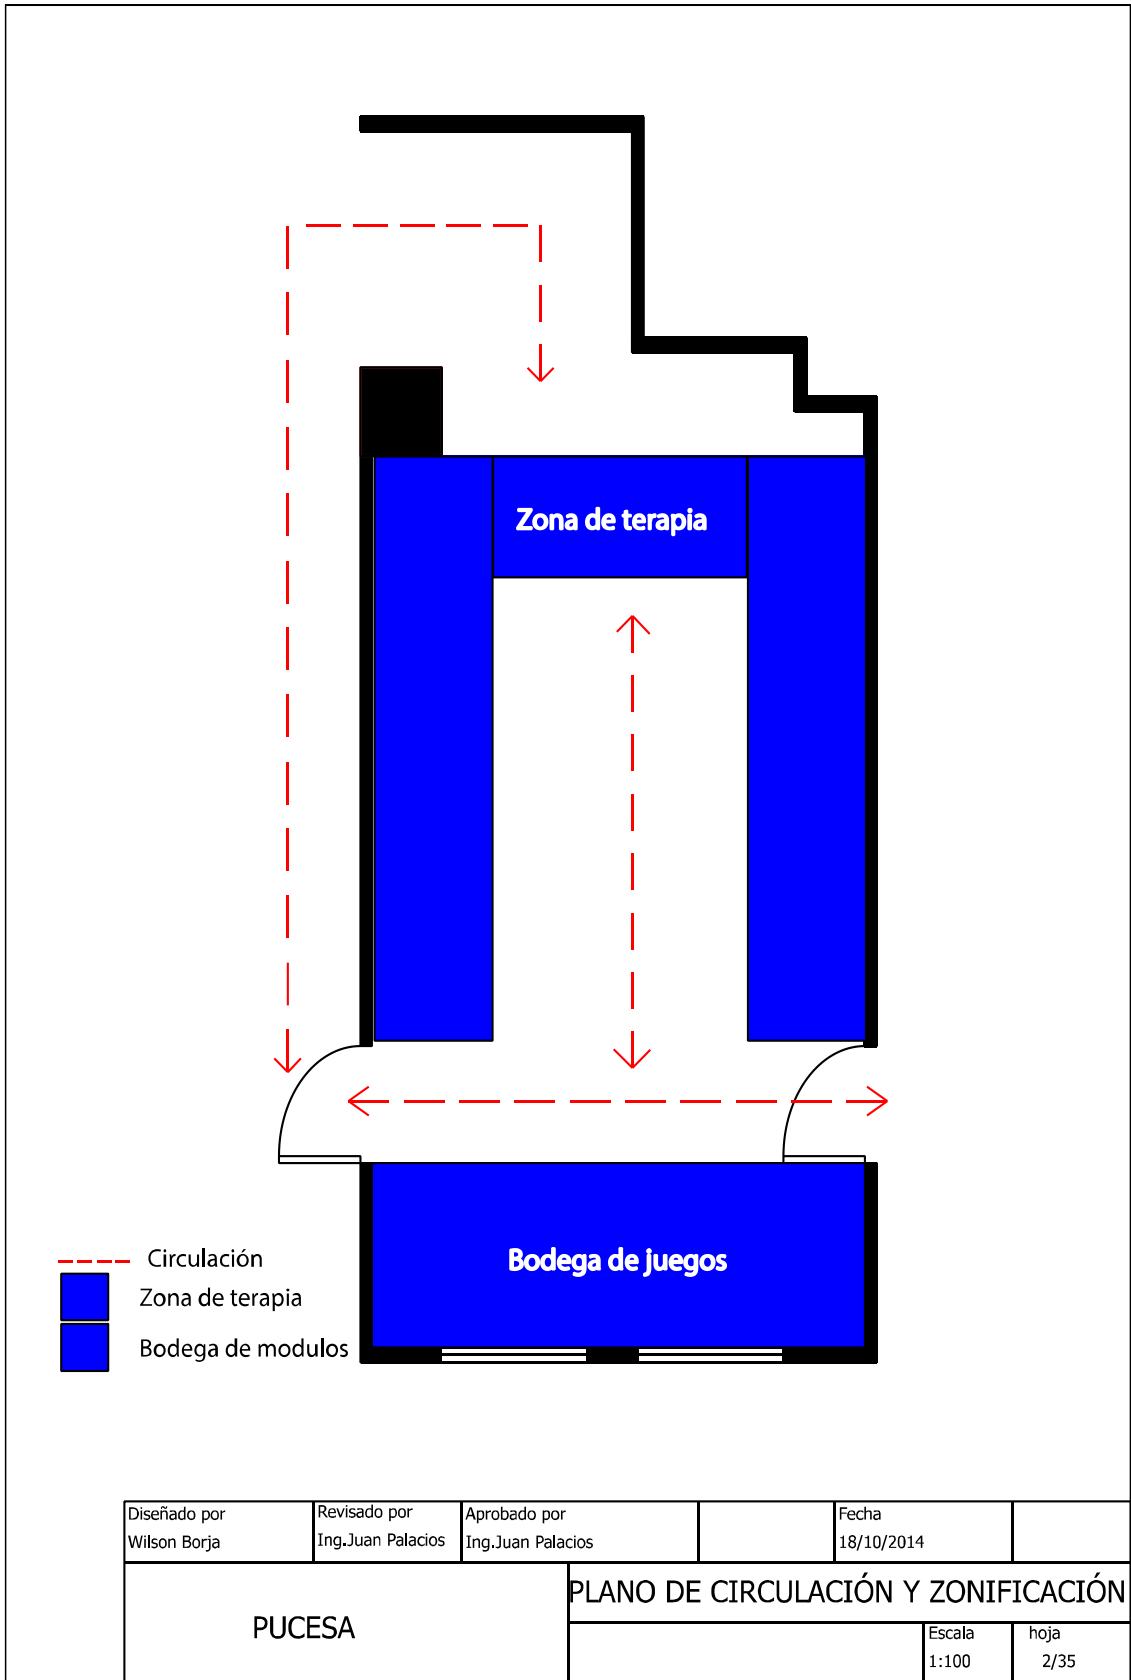 Zona de terapia
Bodega de juegos
Circulación
Zona de terapia
Bodega de modulos
Diseñado por
Wilson Borja
Revisado por
Ing.Juan Palacios
Aprobado por
Ing.Juan Palacios
Fecha
18/10/2014
PUCESA
PLANO DE CIRCULACIÓN Y ZONIFICACIÓN
Escala
1:100
hoja
2/35